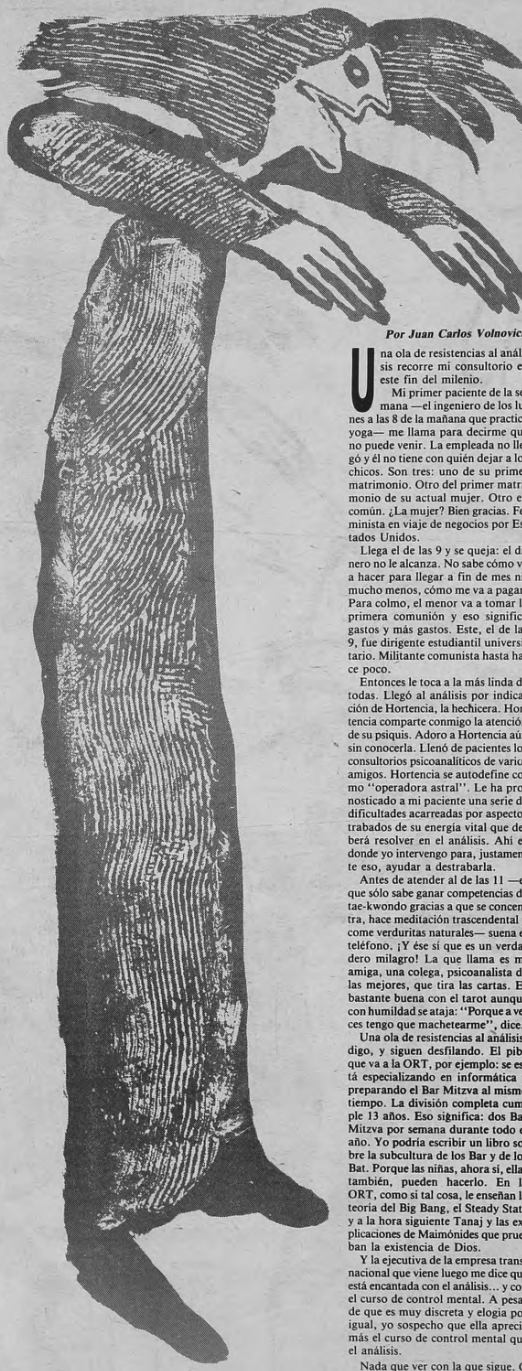 Por Juan Carlos Volnovic
Una ola de resistencias al anál
sis recorre mi consultorio e
este fin del milenio.
Mi primer paciente de la se
mana —el ingeniero de los lu
nes a las 8 de la mañana que practic
yoga— me llama para decirme qu
no puede venir. La empleada no lle
gó y él no tiene con quién dejar a lo
chicos. Son tres: uno de su prime
matrimonio. Otro del primer matr
monio de su actual mujer. Otro e
común. ¿La mujer? Bien gracias. Fe
minista en viaje de negocios por Es
tados Unidos.
Llega el de las 9 y se queja: el d
nero no le alcanza. No sabe cómo v
a hacer para llegar a fin de mes n
mucho menos, cómo me va a pagar
Para colmo, el menor va a tomar l
primera comunión y eso signific
gastos y más gastos. Este, el de la
9, fue dirigente estudiantil universi
tario. Militante comunista hasta ha
ce poco.
Entonces le toca a la más linda d
todas. Llegó al análisis por indica
ción de Hortencia, la hechicera. Hor
tencia comparte conmigo la atenció
de su psiquis. Adoro a Hortencia aú
sin conocerla. Llenó de pacientes lo
consultorios psicoanalíticos de vario
amigos. Hortencia se autodefine co
mo "operadora astral". Le ha pro
nosticado a mi paciente una serie d
dificultades acarreadas por aspecto
trabados de su energía vital que de
berá resolver en el análisis. Ahí e
donde yo intervengo para, justamen
te eso, ayudar a destrabarla.
Antes de atender al de las 11 —e
que sólo sabe ganar competencias d
tae-kwondo gracias a que se concen
tra, hace meditación trascendental
come verduritas naturales— suena e
teléfono. ¡Y ése sí que es un verda
dero milagro! La que llama es m
amiga, una colega, psicoanalista d
las mejores, que tira las cartas. E
bastante buena con el tarot aunqu
con humildad se ataja: "Porque a ve
ces tengo que machetearme", dice.
Una ola de resistencias al análisis
digo, y siguen desfilando. El pib
que va a la ORT, por ejemplo: se es
tá especializando en informática
preparando el Bar Mitzva al mism
tiempo. La división completa cum
ple 13 años. Eso significa: dos Ba
Mitzva por semana durante todo e
año. Yo podría escribir un libro so
bre la subcultura de los Bar y de lo
Bat. Porque las niñas, ahora sí, ella
también, pueden hacerlo. En l
ORT, como si tal cosa, le enseñan l
teoría del Big Bang, el Steady Stat
y a la hora siguiente Tanaj y las ex
plicaciones de Maimónides que prue
ban la existencia de Dios.
Y la ejecutiva de la empresa trans
nacional que viene luego me dice qu
está encantada con el análisis... y co
el curso de control mental. A pesa
de que es muy discreta y elogia po
igual, yo sospecho que ella apreci
más el curso de control mental qu
el análisis.
Nada que ver con la que sigue.